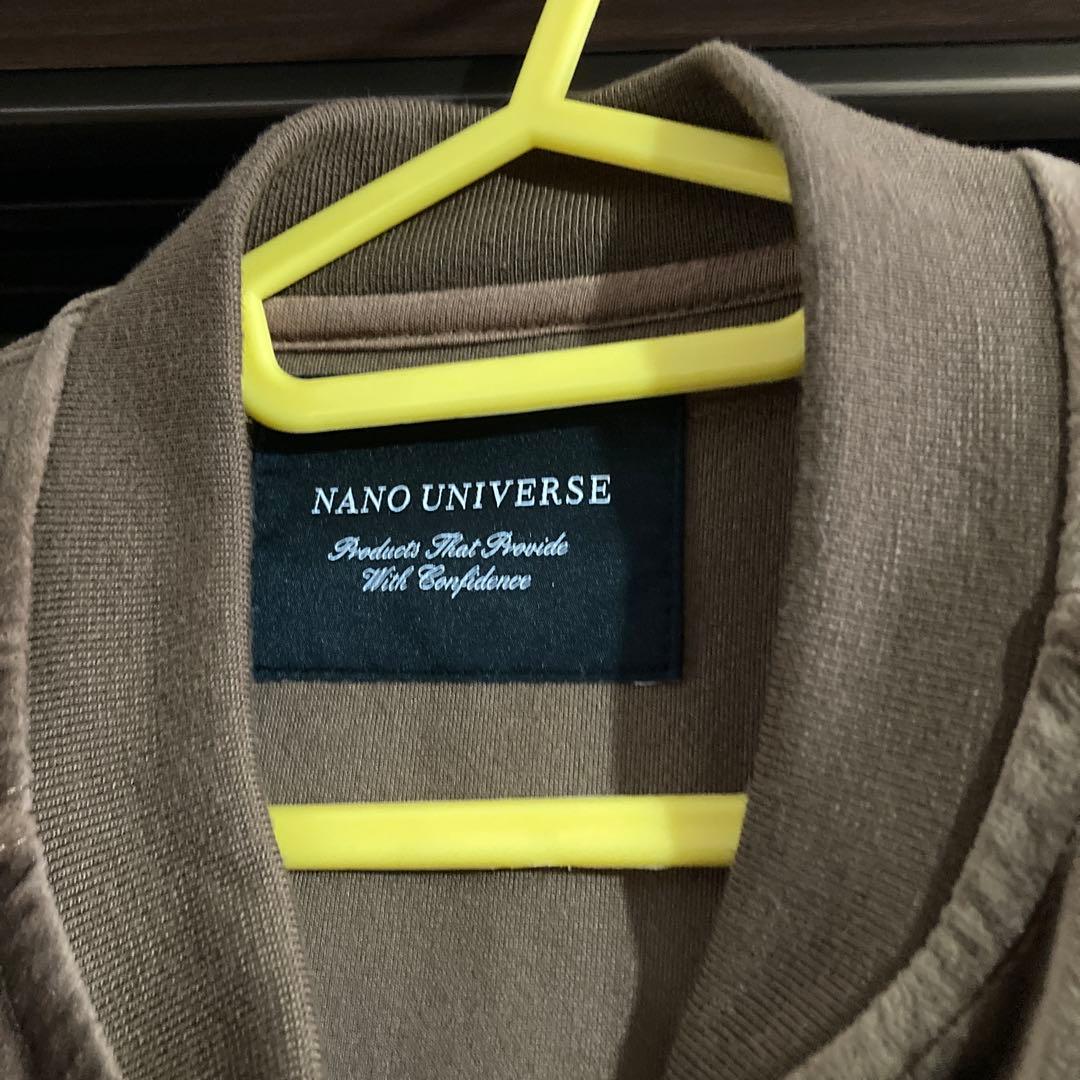 NANO UNIVERSE
Products That Provide
With Confidence